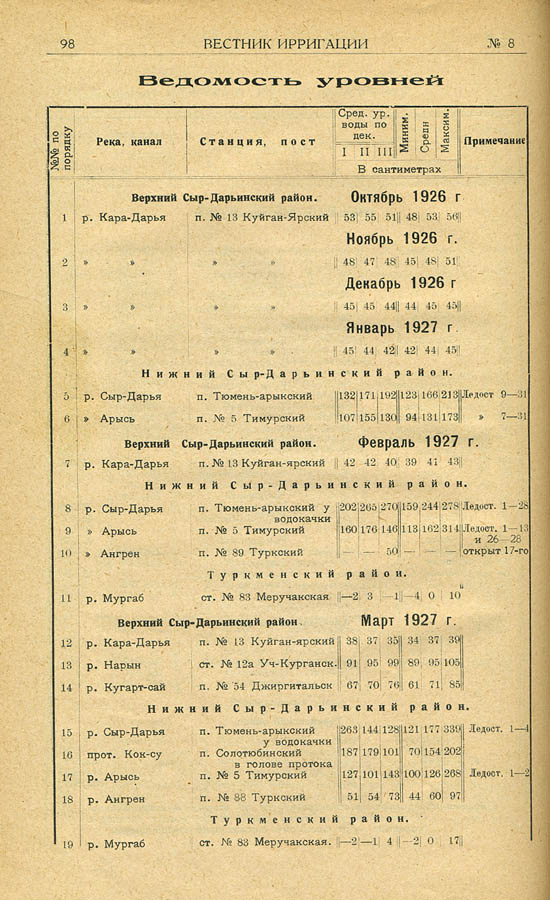 98 ВЕСТНИК ИРРИГАЦИИ № 8
Ведомость уровней
№№ по порядку | Река, канал | Станция, пост | Сред. ур. воды по дек. I II III | Миним. | Средн | Максим. | Примечание
В сантиметрах
Верхний Сыр-Дарьинский район. Октябрь 1926 г
1 р. Кара-Дарья п. № 13 Куйган-Ярский 53 55 51 48 53 56
Ноябрь 1926 г.
2 » » » » 48 47 48 45 48 51
Декабрь 1926 г
3 » » » » 45 45 44 44 45 45
Январь 1927 г
4 » » » » 45 44 42 42 44 45
Нижний Сыр-Дарьинский район.
5 р. Сыр-Дарья п. Тюмень-арыкский 132 171 192 123 166 213 Ледост 9—31
6 » Арысь п. № 5 Тимурский 107 155 130 94 131 173 » 7—31
Верхний Сыр-Дарьинский район. Февраль 1927 г.
7 р. Кара-Дарья п. № 13 Куйган-ярский 42 42 40 39 41 43
Нижний Сыр-Дарьинский район.
8 р. Сыр-Дарья п. Тюмень-арыкский у 202 265 270 159 244 278 Ледост. 1—28
водокачки
9 » Арысь п. № 5 Тимурский 160 176 146 113 162 314 Ледост. 1—13
и 26—28
10 » Ангрен п. № 89 Туркский — — 50 — — — открыт 17-го
Туркменский район.
11 р. Мургаб ст. № 83 Меручакская. —2 3 —1 —4 0 10
Верхний Сыр-Дарьинский район. Март 1927 г.
12 р. Кара-Дарья п. № 13 Куйган-ярский 38 37 35 34 37 39
13 р. Нарын ст. № 12а Уч-Курганск. 91 95 99 89 95 105
14 р. Кугарт-сай п. № 54 Джиргитальск 67 70 76 61 71 85
Нижний Сыр-Дарьинский район.
15 р. Сыр-Дарья п. Тюмень-арыкский 263 144 128 121 177 339 Ледост. 1—4
у водокачки
16 прот. Кок-су п. Солотюбинский 187 179 101 70 154 202
в голове протока
17 р. Арысь п. № 5 Тимурский 127 101 143 100 126 268 Ледост. 1—2
18 р. Ангрен п. № 88 Туркский 51 54 73 44 60 97
Туркменский район.
19 р. Мургаб ст. № 83 Меручакская. —2 —1 4 —2 0 17